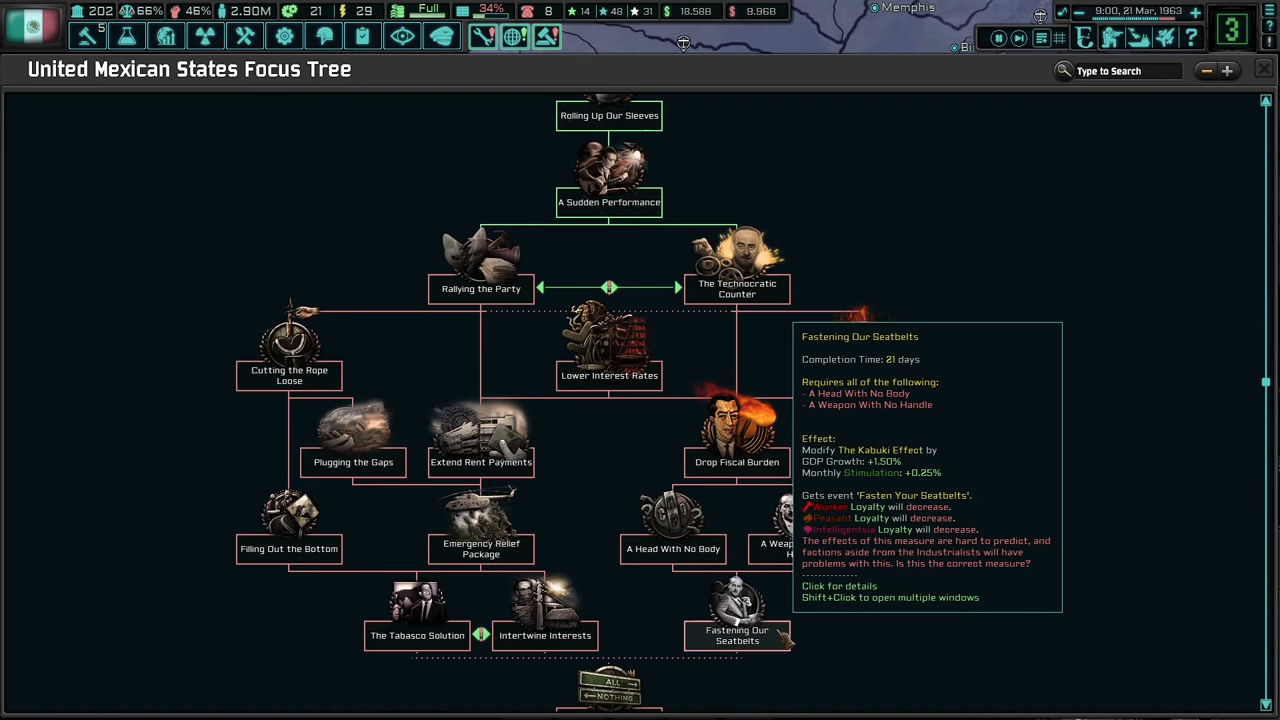 Memphis
202 66% 46% 2.90M 21 29 Full 34% 8 14 48 31 18.58B 9.96B
9:00, 21 Mar, 1963
3
5
Bi
United Mexican States Focus Tree
Type to Search
Rolling Up Our Sleeves
A Sudden Performance
Rallying the Party
The Technocratic
Counter
Cutting the Rope
Loose
Lower Interest Rates
Plugging the Gaps
Extend Rent Payments
Drop Fiscal Burden
Filling Out the Bottom
Emergency Relief
Package
A Head With No Body
A Weap
H
The Tabasco Solution
Intertwine Interests
Fastening Our
Seatbelts
ALL
NOTHING
Fastening Our Seatbelts
Completion Time: 21 days
Requires all of the following:
- A Head With No Body
- A Weapon With No Handle
Effect:
Modify The Kabuki Effect by
GDP Growth: +1.50%
Monthly Stimulation: +0.25%
Gets event 'Fasten Your Seatbelts'.
Worker Loyalty will decrease.
Peasant Loyalty will decrease.
Intelligentsia Loyalty will decrease.
The effects of this measure are hard to predict, and
factions aside from the Industrialists will have
problems with this. Is this the correct measure?
--------------
Click for details
Shift+Click to open multiple windows